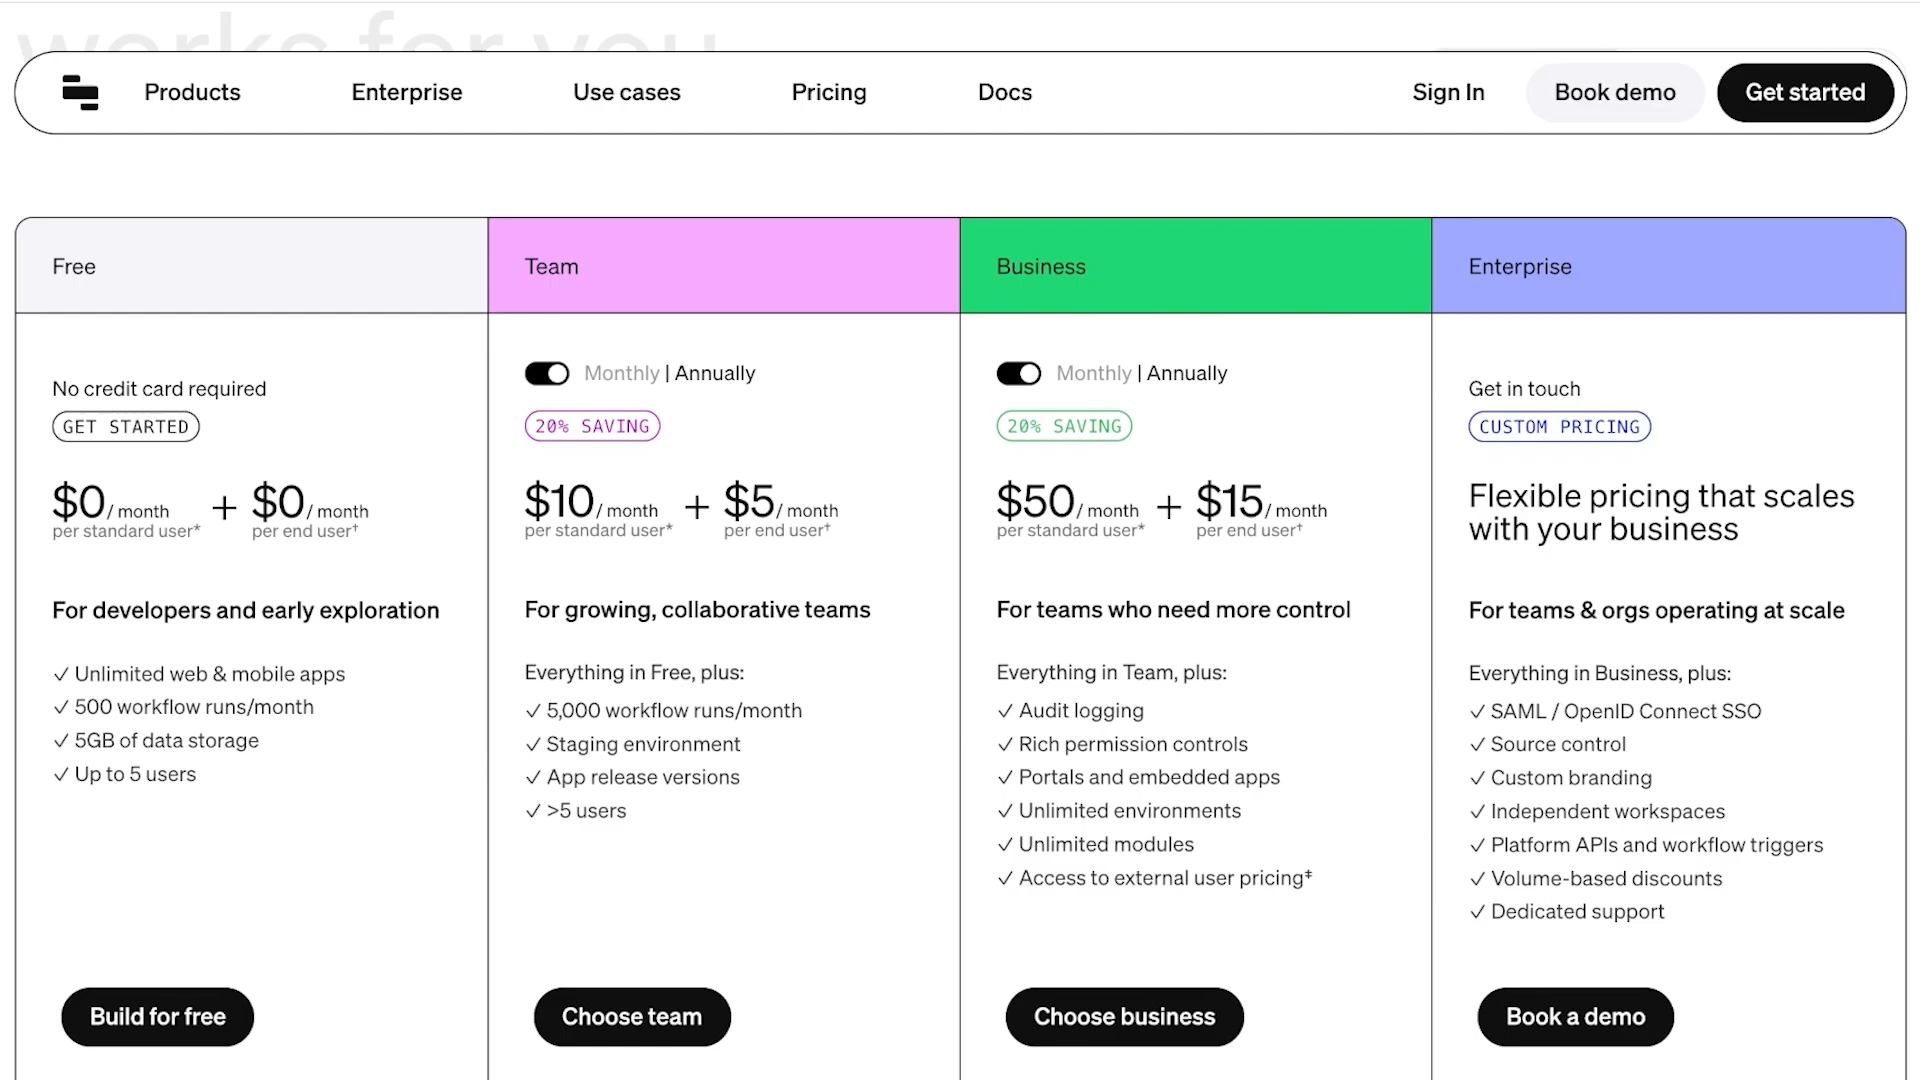 works for you
Products Enterprise Use cases Pricing Docs Sign In Book demo Get started
Free
No credit card required
GET STARTED
$0/ month + $0/ month
per standard user* per end user†
For developers and early exploration
✓ Unlimited web & mobile apps
✓ 500 workflow runs/month
✓ 5GB of data storage
✓ Up to 5 users
Build for free
Team
Monthly | Annually
20% SAVING
$10/ month + $5/ month
per standard user* per end user†
For growing, collaborative teams
Everything in Free, plus:
✓ 5,000 workflow runs/month
✓ Staging environment
✓ App release versions
✓ >5 users
Choose team
Business
Monthly | Annually
20% SAVING
$50/ month + $15/ month
per standard user* per end user†
For teams who need more control
Everything in Team, plus:
✓ Audit logging
✓ Rich permission controls
✓ Portals and embedded apps
✓ Unlimited environments
✓ Unlimited modules
✓ Access to external user pricing‡
Choose business
Enterprise
Get in touch
CUSTOM PRICING
Flexible pricing that scales
with your business
For teams & orgs operating at scale
Everything in Business, plus:
✓ SAML / OpenID Connect SSO
✓ Source control
✓ Custom branding
✓ Independent workspaces
✓ Platform APIs and workflow triggers
✓ Volume-based discounts
✓ Dedicated support
Book a demo